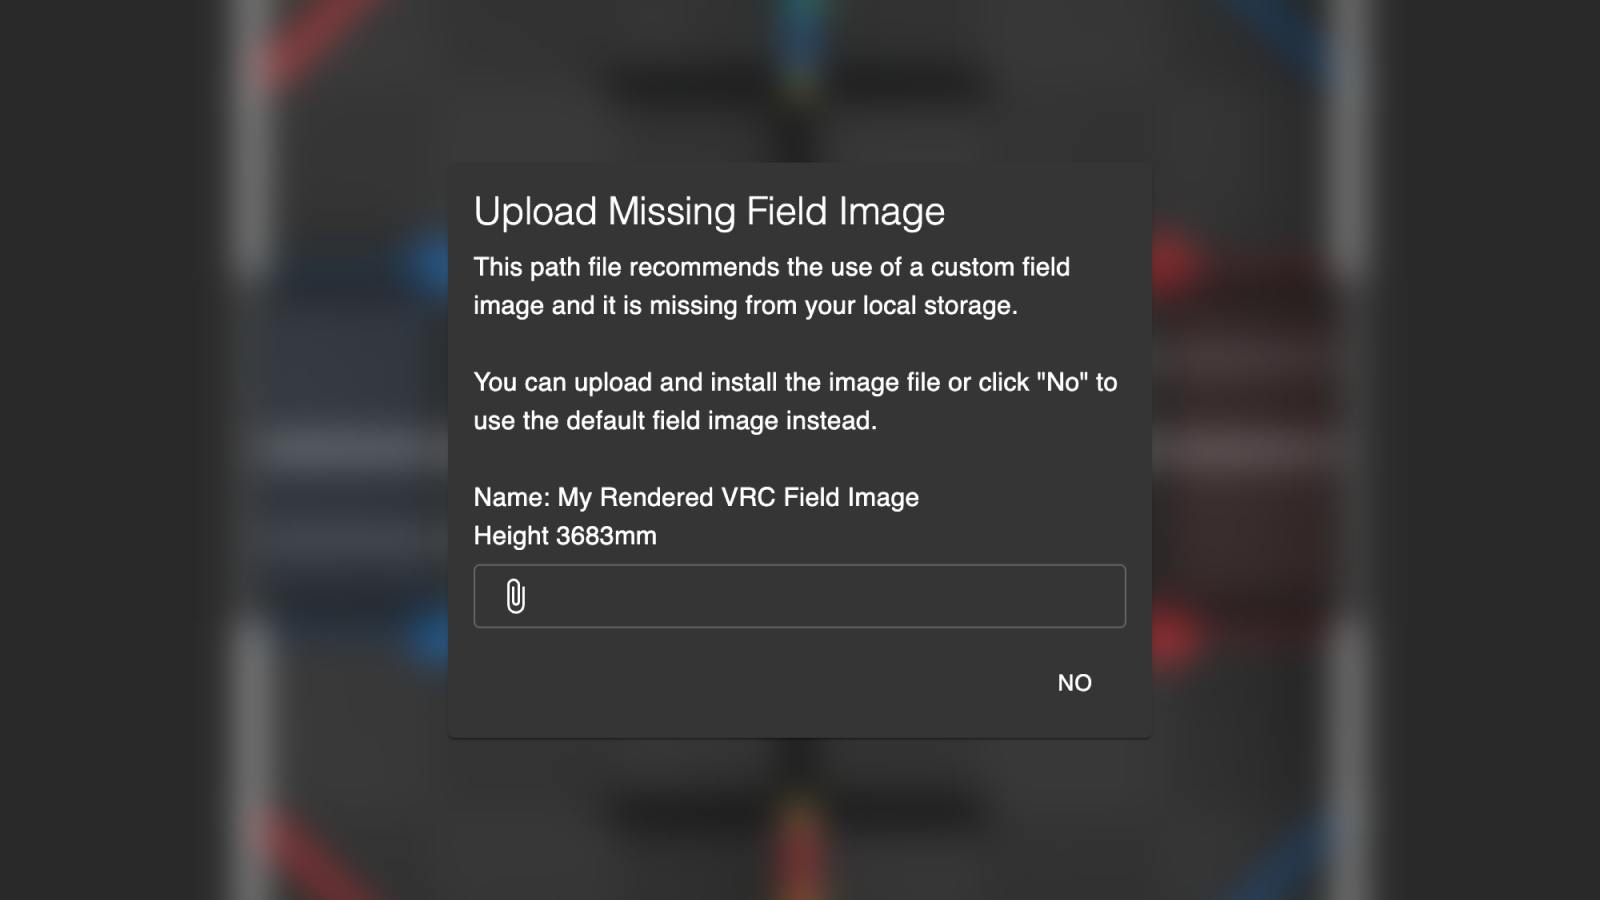 Upload Missing Field Image
This path file recommends the use of a custom field
image and it is missing from your local storage.
You can upload and install the image file or click "No" to
use the default field image instead.
Name: My Rendered VRC Field Image
Height 3683mm
NO